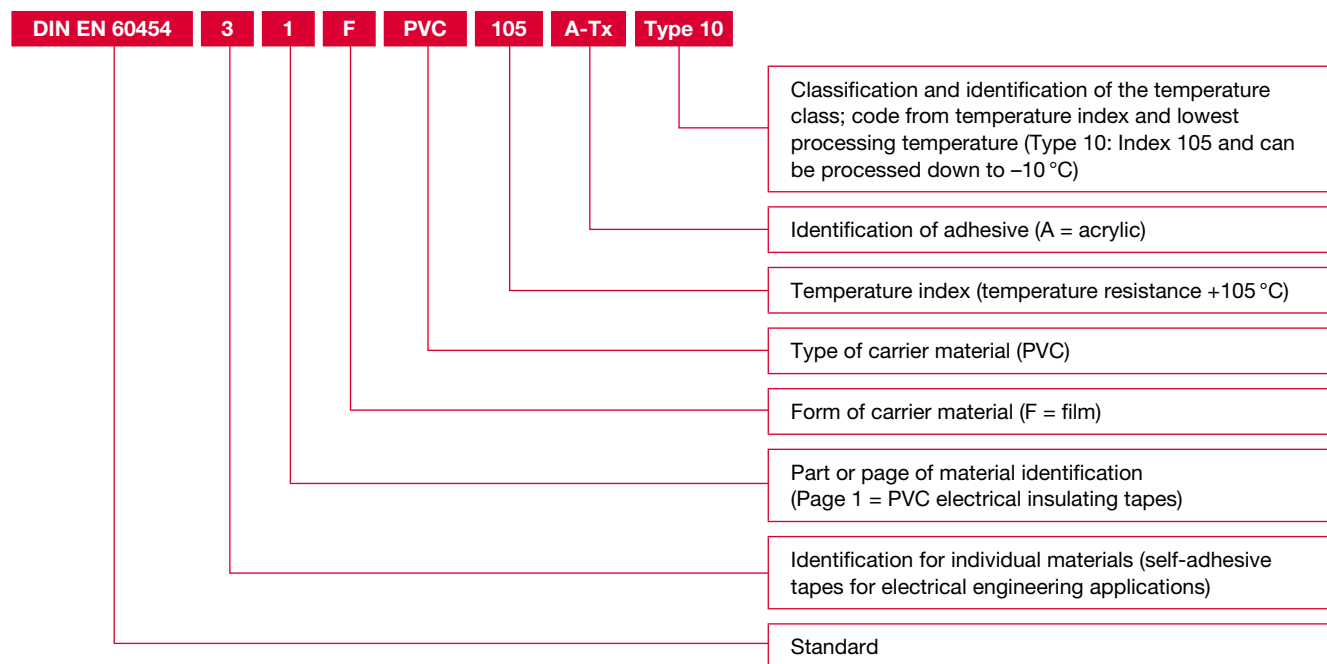 DIN EN 60454 3 1 F PVC 105 A-Tx Type 10
Classification and identification of the temperature
class; code from temperature index and lowest
processing temperature (Type 10: Index 105 and can
be processed down to –10 °C)
Identification of adhesive (A = acrylic)
Temperature index (temperature resistance +105 °C)
Type of carrier material (PVC)
Form of carrier material (F = film)
Part or page of material identification
(Page 1 = PVC electrical insulating tapes)
Identification for individual materials (self-adhesive
tapes for electrical engineering applications)
Standard